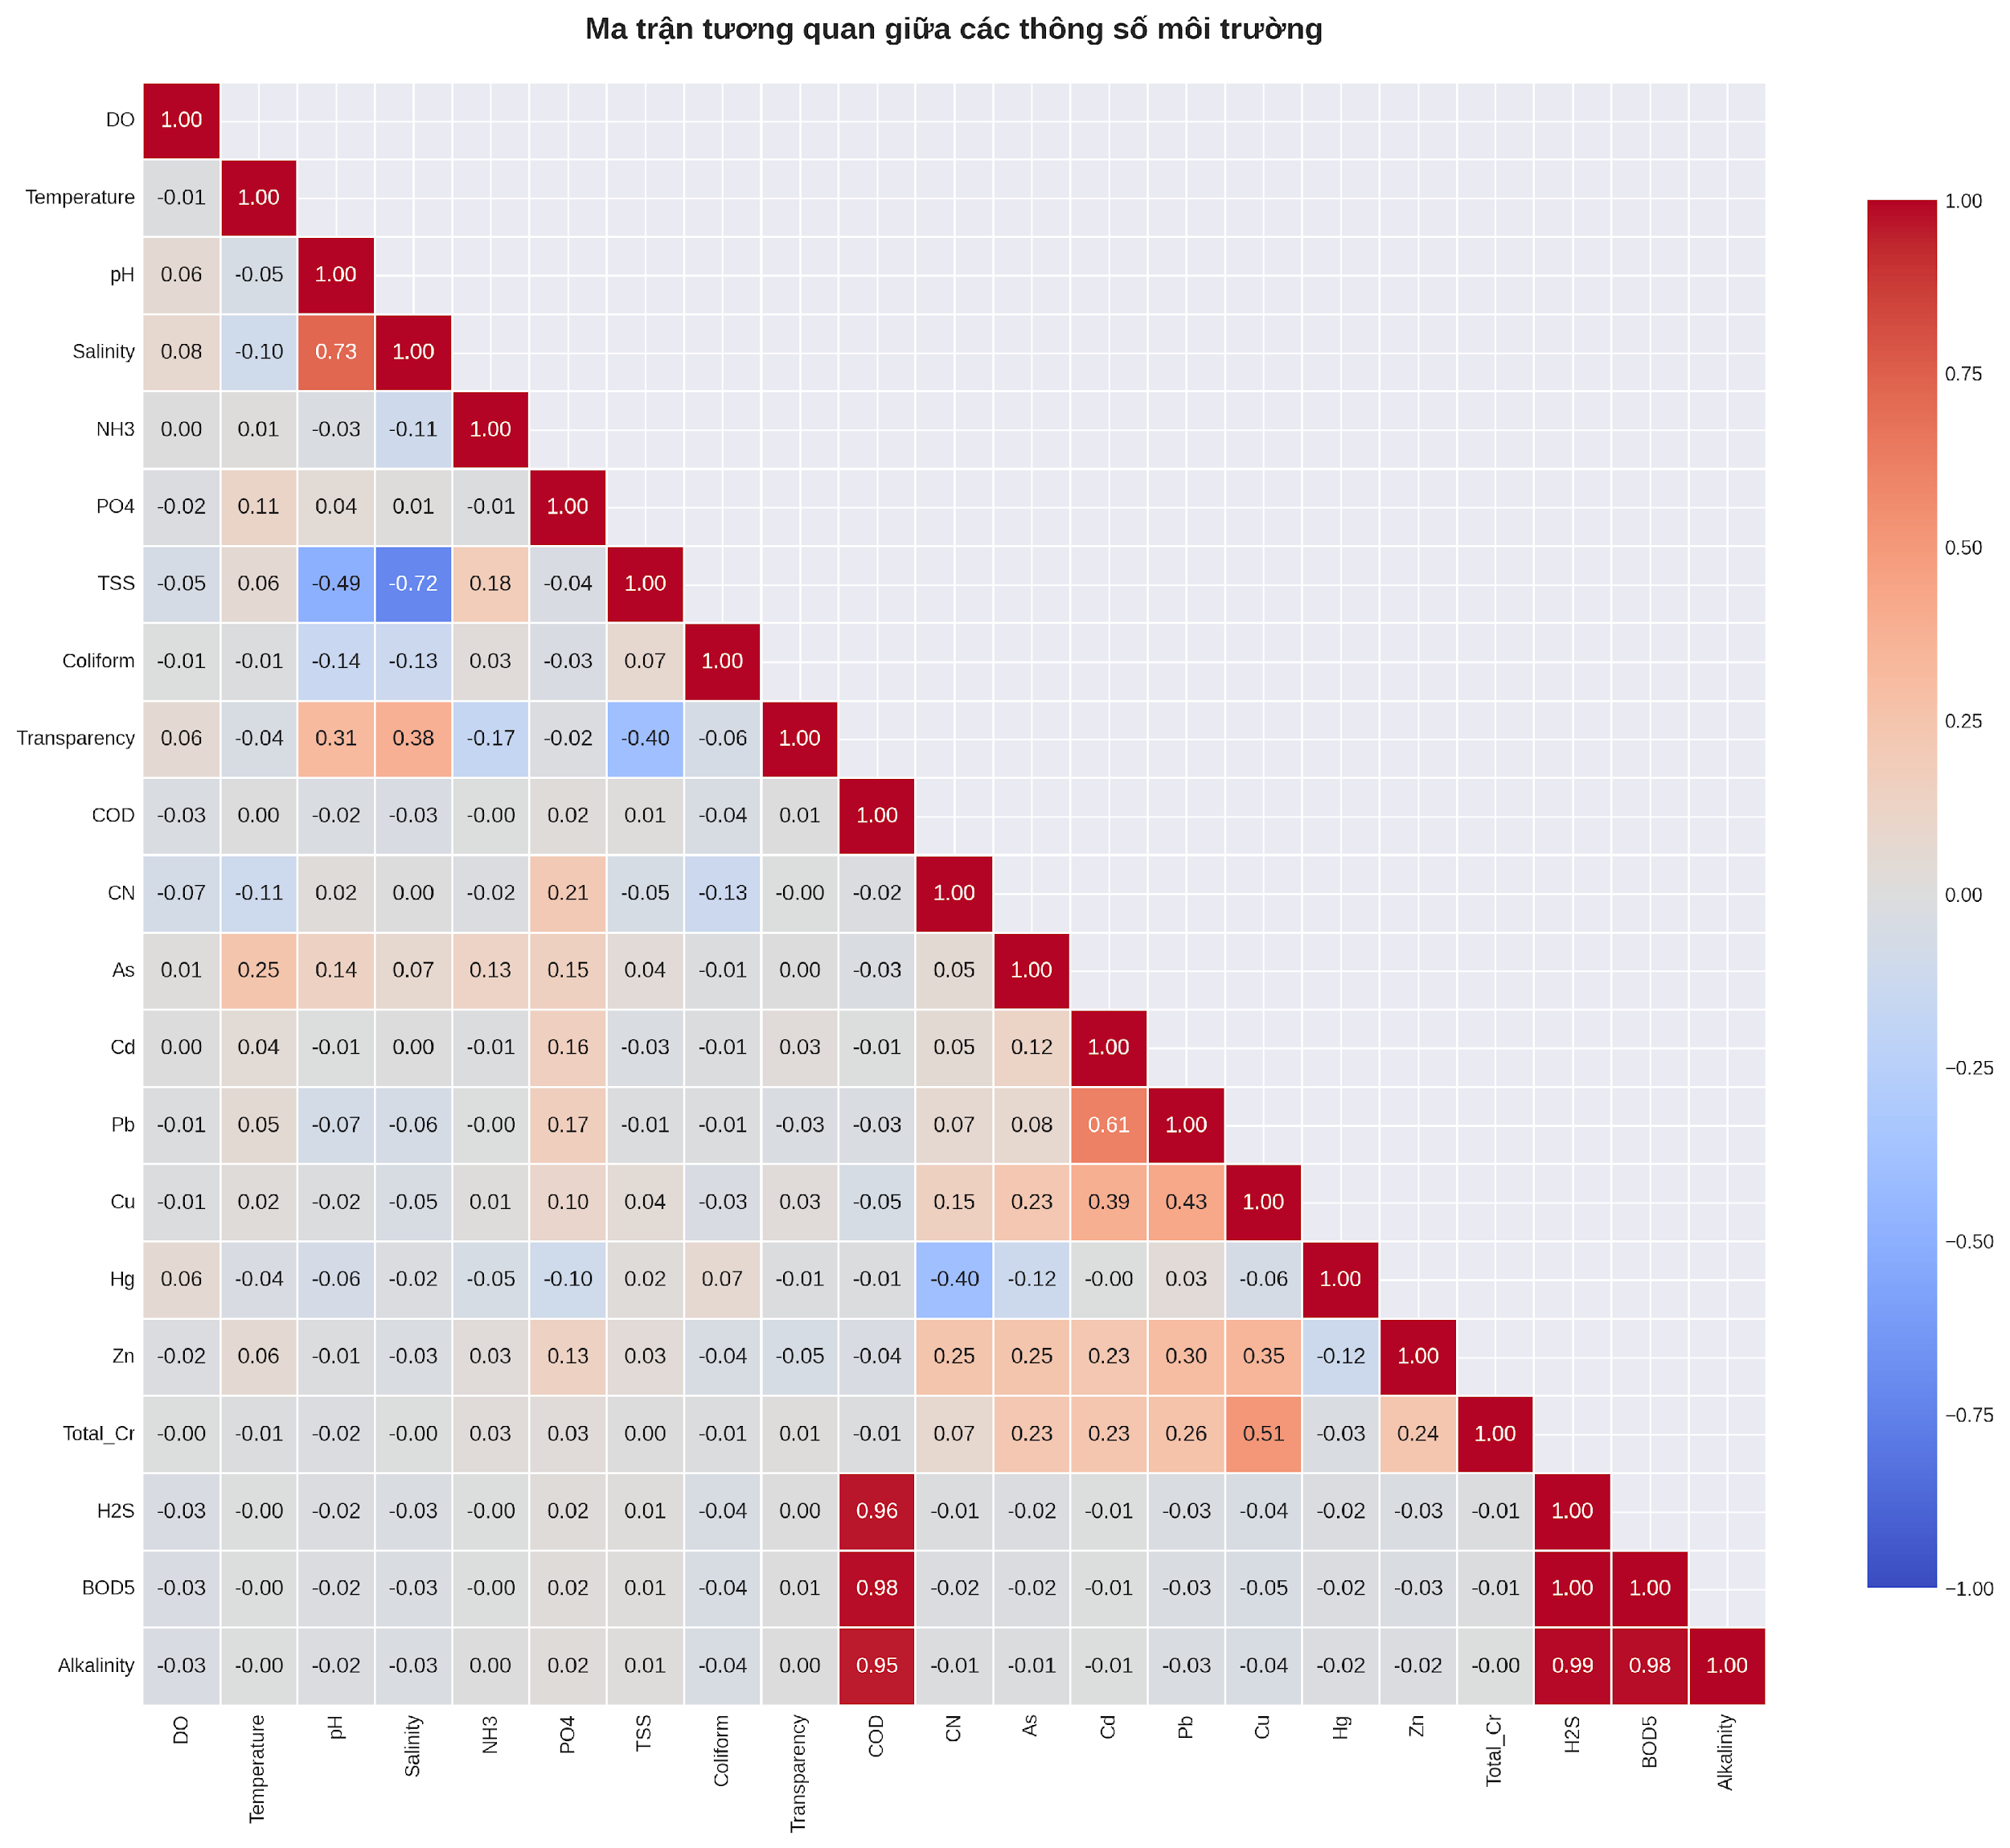 Ma trận tương quan giữa các thông số môi trường
DO 1.00
Temperature -0.01 1.00
pH 0.06 -0.05 1.00
Salinity 0.08 -0.10 0.73 1.00
NH3 0.00 0.01 -0.03 -0.11 1.00
PO4 -0.02 0.11 0.04 0.01 -0.01 1.00
TSS -0.05 0.06 -0.49 -0.72 0.18 -0.04 1.00
Coliform -0.01 -0.01 -0.14 -0.13 0.03 -0.03 0.07 1.00
Transparency 0.06 -0.04 0.31 0.38 -0.17 -0.02 -0.40 -0.06 1.00
COD -0.03 0.00 -0.02 -0.03 -0.00 0.02 0.01 -0.04 0.01 1.00
CN -0.07 -0.11 0.02 0.00 -0.02 0.21 -0.05 -0.13 -0.00 -0.02 1.00
As 0.01 0.25 0.14 0.07 0.13 0.15 0.04 -0.01 0.00 -0.03 0.05 1.00
Cd 0.00 0.04 -0.01 0.00 -0.01 0.16 -0.03 -0.01 0.03 -0.01 0.05 0.12 1.00
Pb -0.01 0.05 -0.07 -0.06 -0.00 0.17 -0.01 -0.01 -0.03 -0.03 0.07 0.08 0.61 1.00
Cu -0.01 0.02 -0.02 -0.05 0.01 0.10 0.04 -0.03 0.03 -0.05 0.15 0.23 0.39 0.43 1.00
Hg 0.06 -0.04 -0.06 -0.02 -0.05 -0.10 0.02 0.07 -0.01 -0.01 -0.40 -0.12 -0.00 0.03 -0.06 1.00
Zn -0.02 0.06 -0.01 -0.03 0.03 0.13 0.03 -0.04 -0.05 -0.04 0.25 0.25 0.23 0.30 0.35 -0.12 1.00
Total_Cr -0.00 -0.01 -0.02 -0.00 0.03 0.03 0.00 -0.01 0.01 -0.01 0.07 0.23 0.23 0.26 0.51 -0.03 0.24 1.00
H2S -0.03 -0.00 -0.02 -0.03 -0.00 0.02 0.01 -0.04 0.00 0.96 -0.01 -0.02 -0.01 -0.03 -0.04 -0.02 -0.03 -0.01 1.00
BOD5 -0.03 -0.00 -0.02 -0.03 -0.00 0.02 0.01 -0.04 0.01 0.98 -0.02 -0.02 -0.01 -0.03 -0.05 -0.02 -0.03 -0.01 1.00 1.00
Alkalinity -0.03 -0.00 -0.02 -0.03 0.00 0.02 0.01 -0.04 0.00 0.95 -0.01 -0.01 -0.01 -0.03 -0.04 -0.02 -0.02 -0.00 0.99 0.98 1.00
DO Temperature pH Salinity NH3 PO4 TSS Coliform Transparency COD CN As Cd Pb Cu Hg Zn Total_Cr H2S BOD5 Alkalinity
1.00
0.75
0.50
0.25
0.00
−0.25
−0.50
−0.75
−1.00